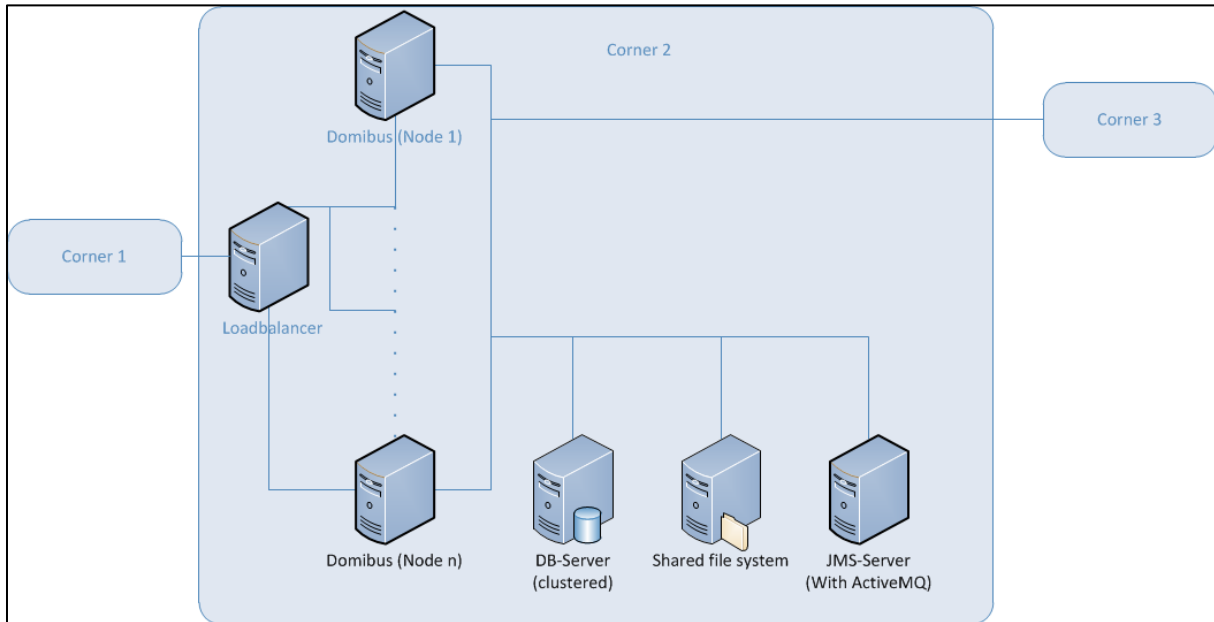 Corner 2
Domibus (Node 1)
Corner 3
Corner 1
Loadbalancer
Domibus (Node n)
DB-Server
(clustered)
Shared file system
JMS-Server
(With ActiveMQ)